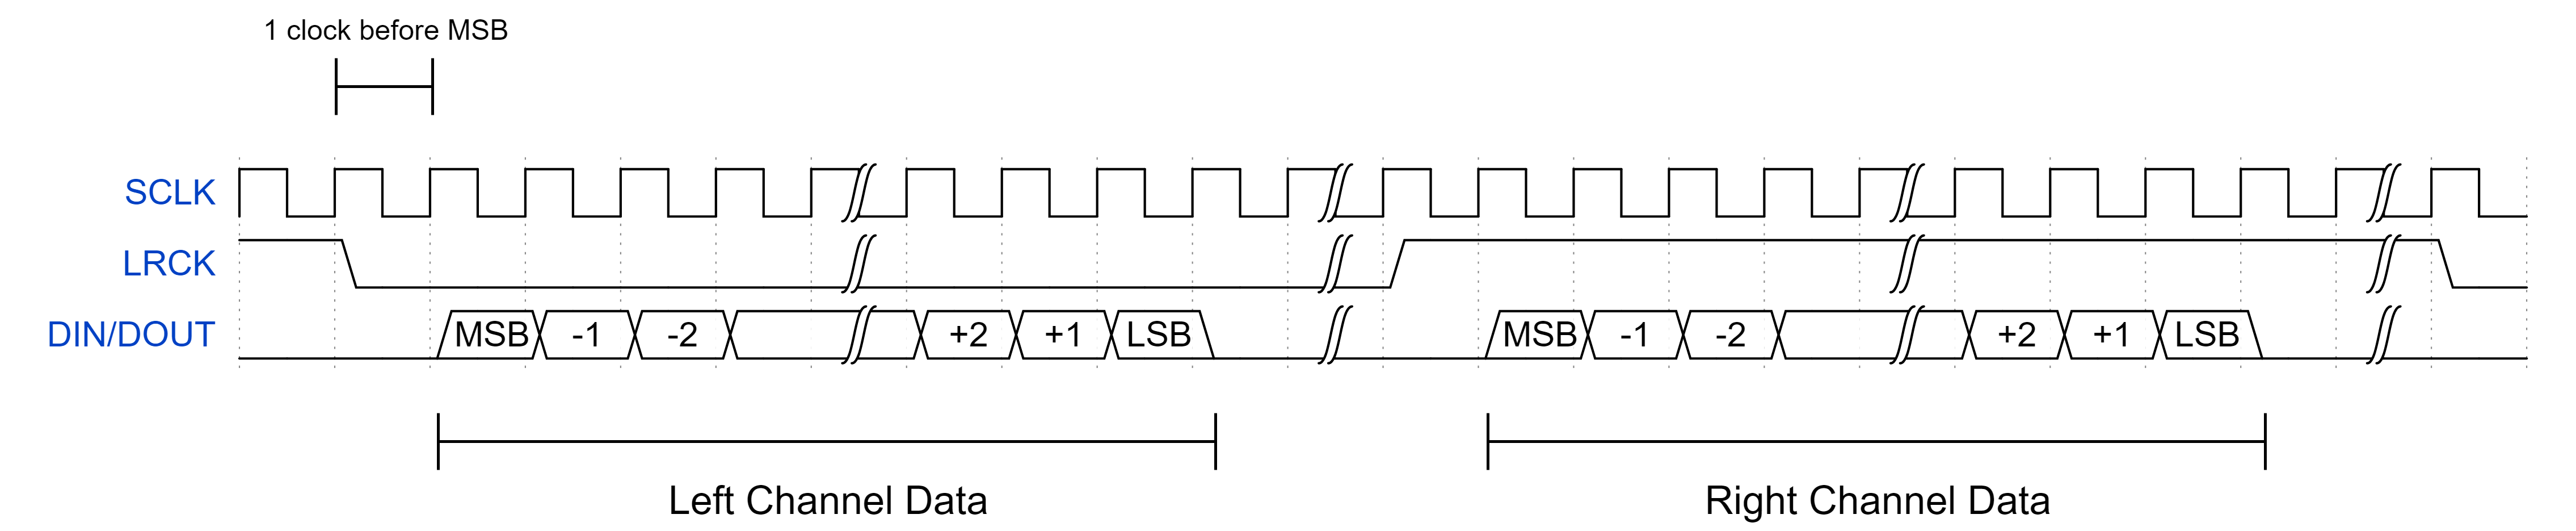 1 clock before MSB
SCLK
LRCK
DIN/DOUT
MSB -1 -2 +2 +1 LSB MSB -1 -2 +2 +1 LSB
Left Channel Data Right Channel Data